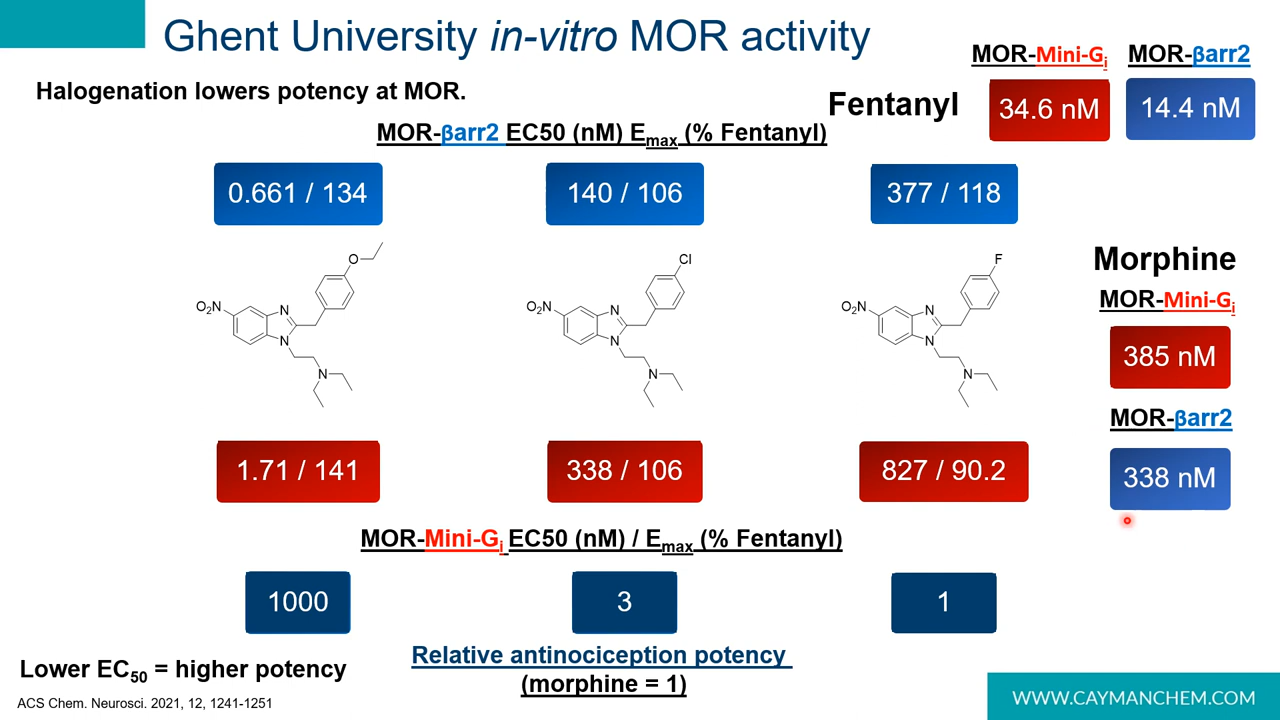 Ghent University in-vitro MOR activity
MOR-Mini-Gi MOR-βarr2
Halogenation lowers potency at MOR.
Fentanyl 34.6 nM 14.4 nM
MOR-βarr2 EC50 (nM) Emax (% Fentanyl)
0.661 / 134 140 / 106 377 / 118
O Cl F
O2N N N O2N N N O2N N N
N N N
Morphine
MOR-Mini-Gi
385 nM
MOR-βarr2
338 nM
1.71 / 141 338 / 106 827 / 90.2
MOR-Mini-Gi EC50 (nM) / Emax (% Fentanyl)
1000 3 1
Relative antinociception potency
(morphine = 1)
Lower EC50 = higher potency
ACS Chem. Neurosci. 2021, 12, 1241-1251
WWW.CAYMANCHEM.COM